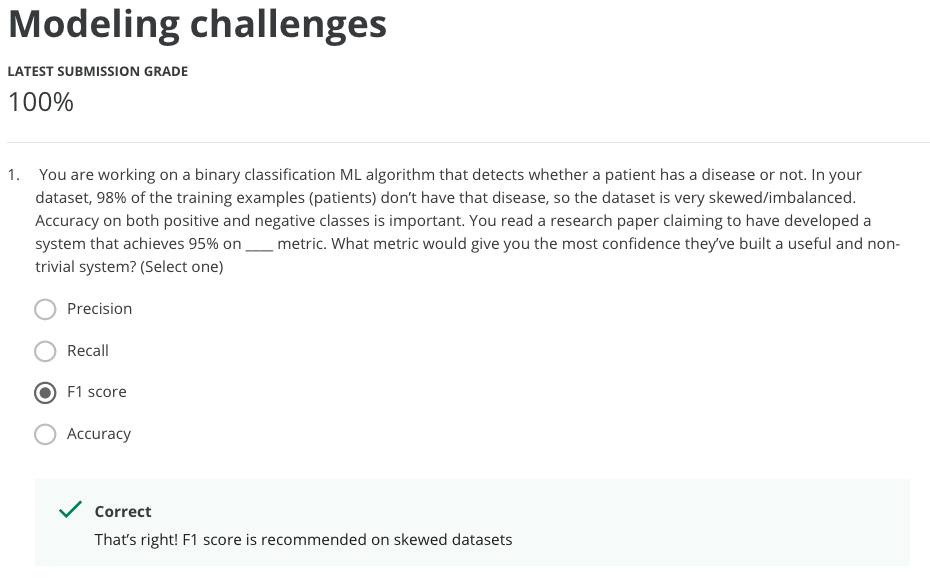 Modeling challenges
LATEST SUBMISSION GRADE
100%
1. You are working on a binary classification ML algorithm that detects whether a patient has a disease or not. In your
dataset, 98% of the training examples (patients) don’t have that disease, so the dataset is very skewed/imbalanced.
Accuracy on both positive and negative classes is important. You read a research paper claiming to have developed a
system that achieves 95% on ____ metric. What metric would give you the most confidence they’ve built a useful and non-
trivial system? (Select one)
Precision
Recall
F1 score
Accuracy
Correct
That’s right! F1 score is recommended on skewed datasets